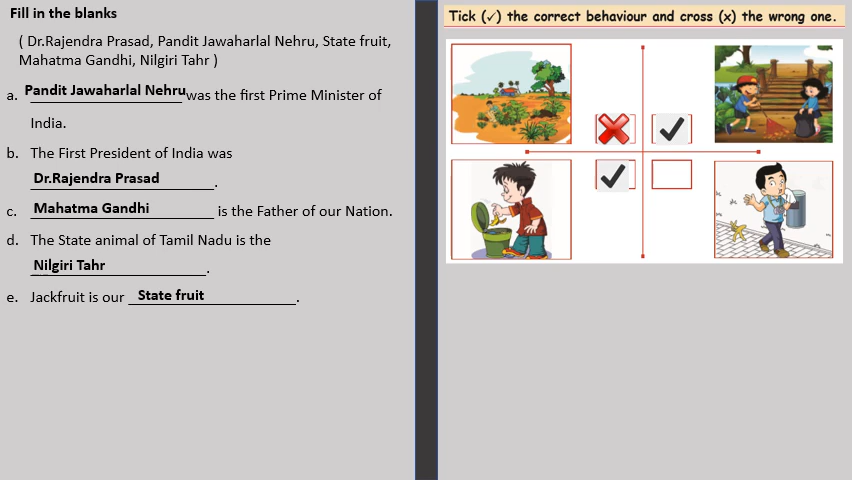 Fill in the blanks
( Dr.Rajendra Prasad, Pandit Jawaharlal Nehru, State fruit,
Mahatma Gandhi, Nilgiri Tahr )
a. Pandit Jawaharlal Nehru was the first Prime Minister of
India.
b. The First President of India was
Dr.Rajendra Prasad.
c. Mahatma Gandhi is the Father of our Nation.
d. The State animal of Tamil Nadu is the
Nilgiri Tahr.
e. Jackfruit is our State fruit.
Tick (✓) the correct behaviour and cross (x) the wrong one.